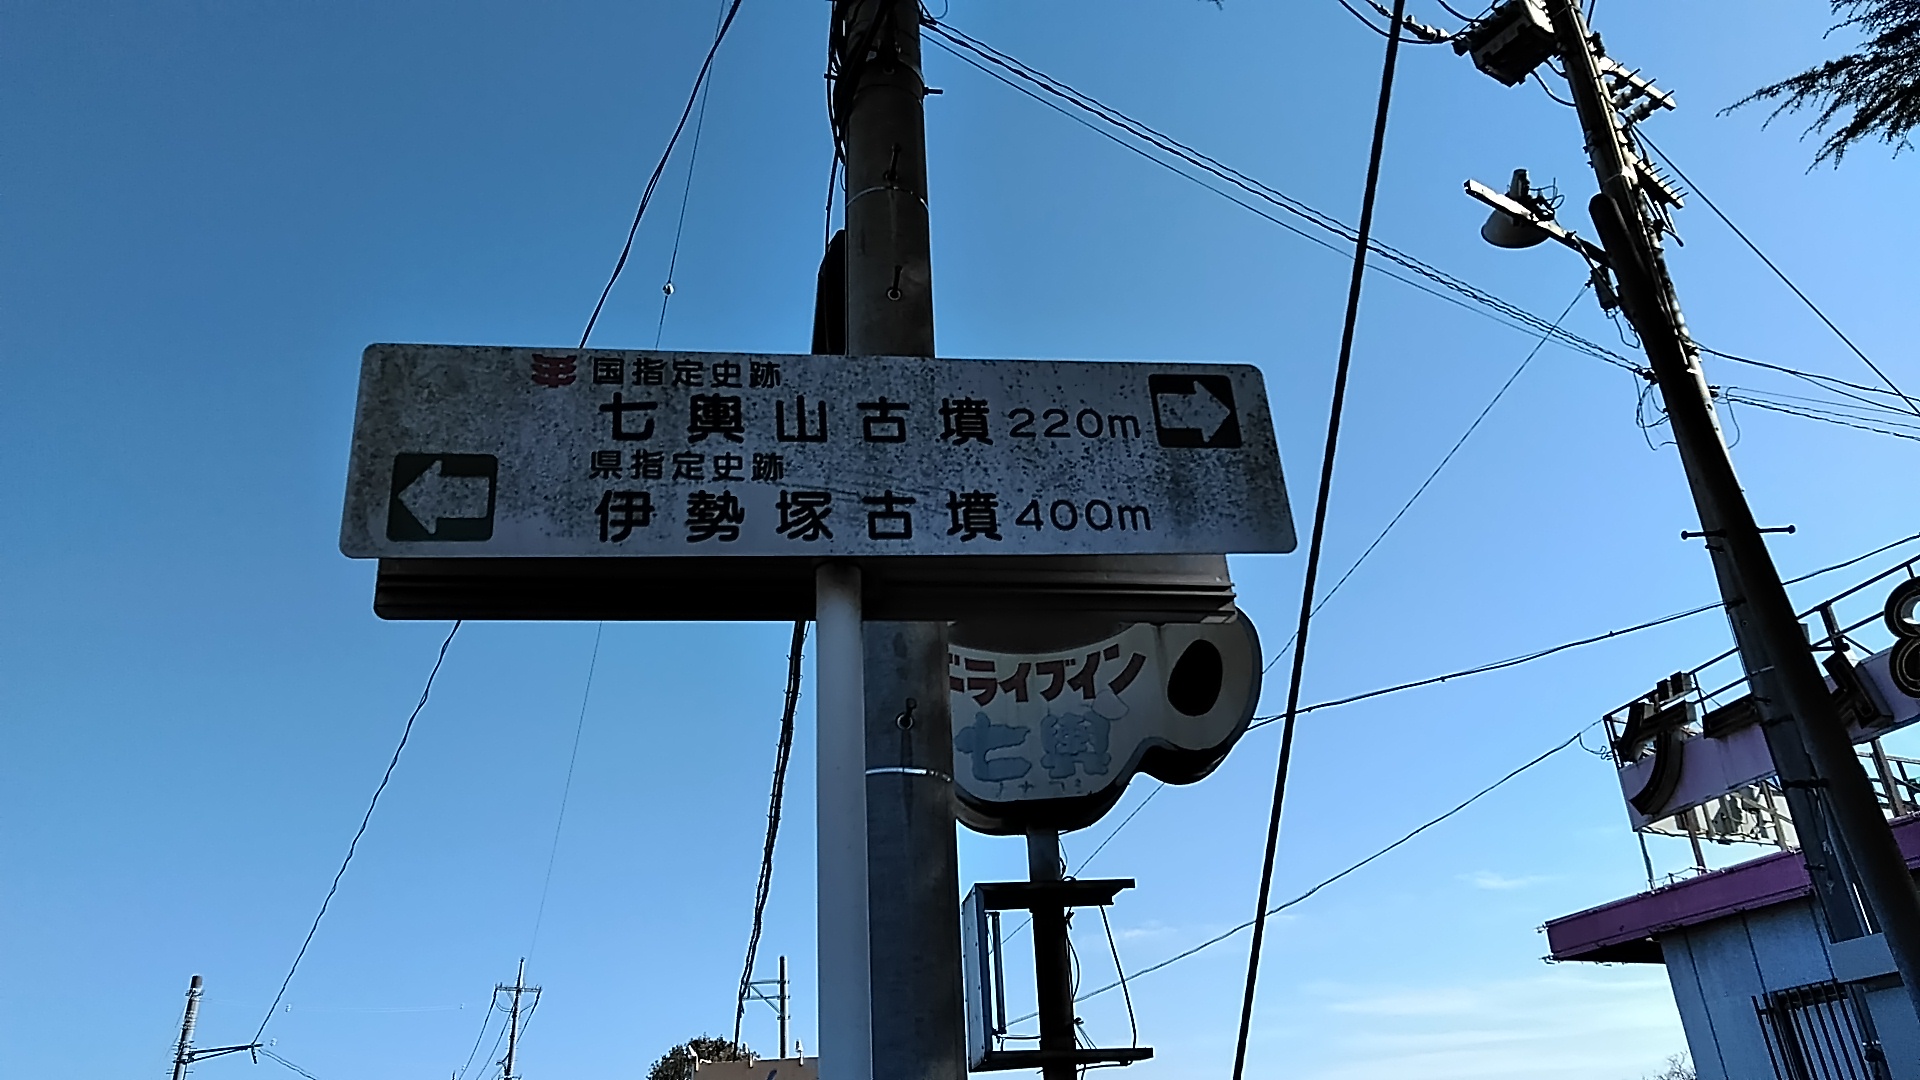 国指定史跡
七輿山古墳 220m
県指定史跡
伊勢塚古墳 400m
ドライブイン
七輿